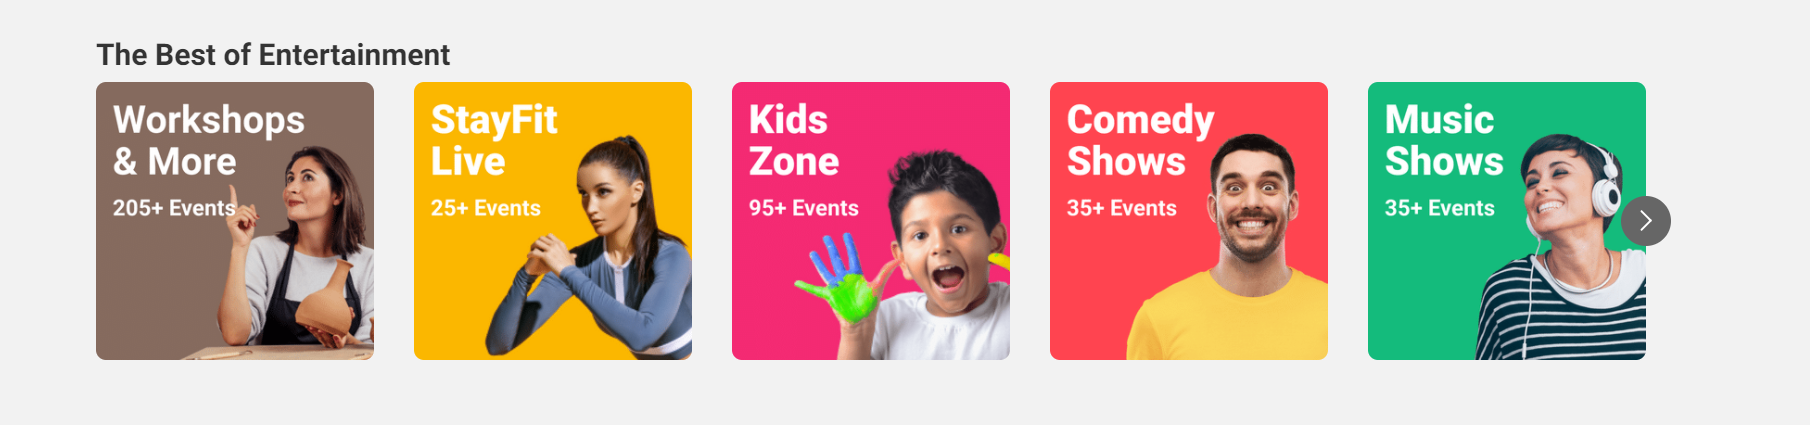 The Best of Entertainment
Workshops
& More
205+ Events
StayFit
Live
25+ Events
Kids
Zone
95+ Events
Comedy
Shows
35+ Events
Music
Shows
35+ Events